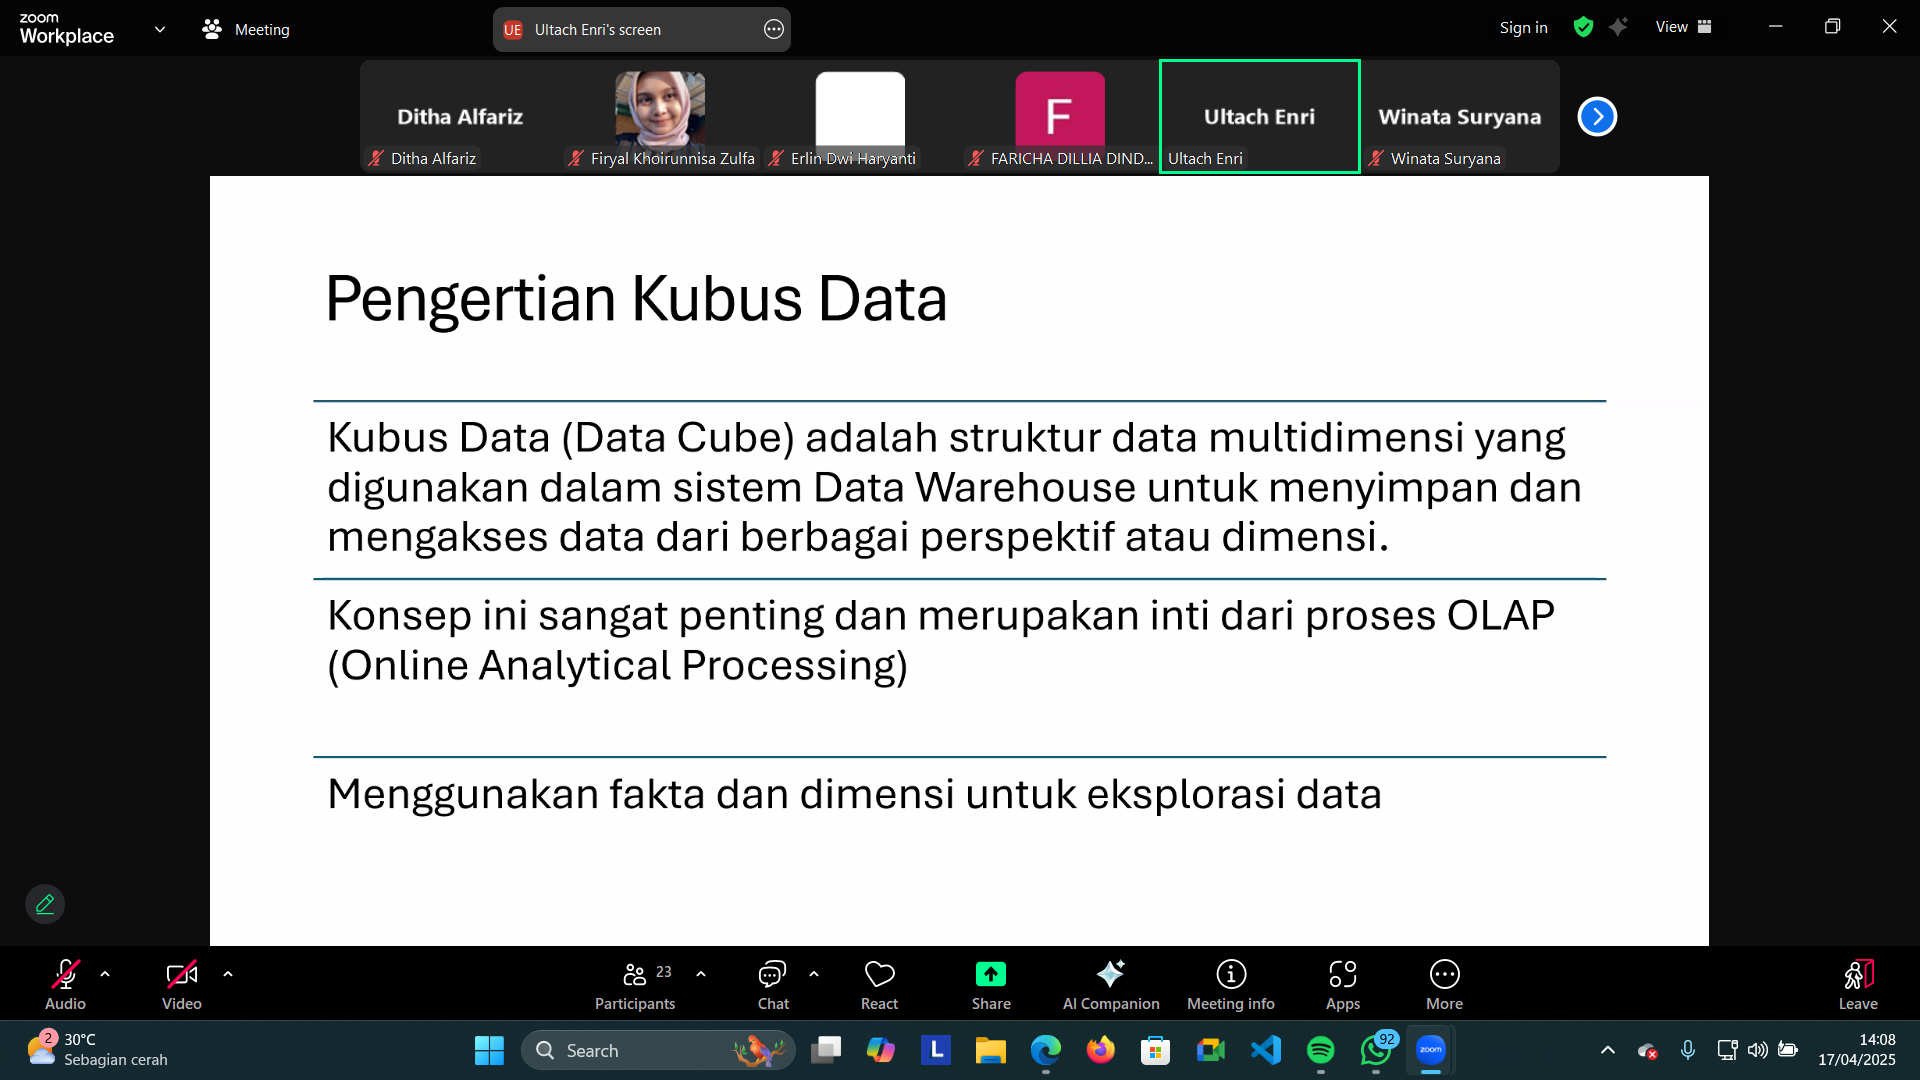 zoom
Workplace
Meeting
UE Ultach Enri's screen
Sign in
View
Ditha Alfariz
Ditha Alfariz
Firyal Khoirunnisa Zulfa
Erlin Dwi Haryanti
F
FARICHA DILLIA DIND...
Ultach Enri
Ultach Enri
Winata Suryana
Winata Suryana
Pengertian Kubus Data
Kubus Data (Data Cube) adalah struktur data multidimensi yang
digunakan dalam sistem Data Warehouse untuk menyimpan dan
mengakses data dari berbagai perspektif atau dimensi.
Konsep ini sangat penting dan merupakan inti dari proses OLAP
(Online Analytical Processing)
Menggunakan fakta dan dimensi untuk eksplorasi data
Audio
Video
Participants
23
Chat
React
Share
AI Companion
Meeting info
Apps
More
Leave
2
30°C
Sebagian cerah
Search
L
92
zoom
14:08
17/04/2025